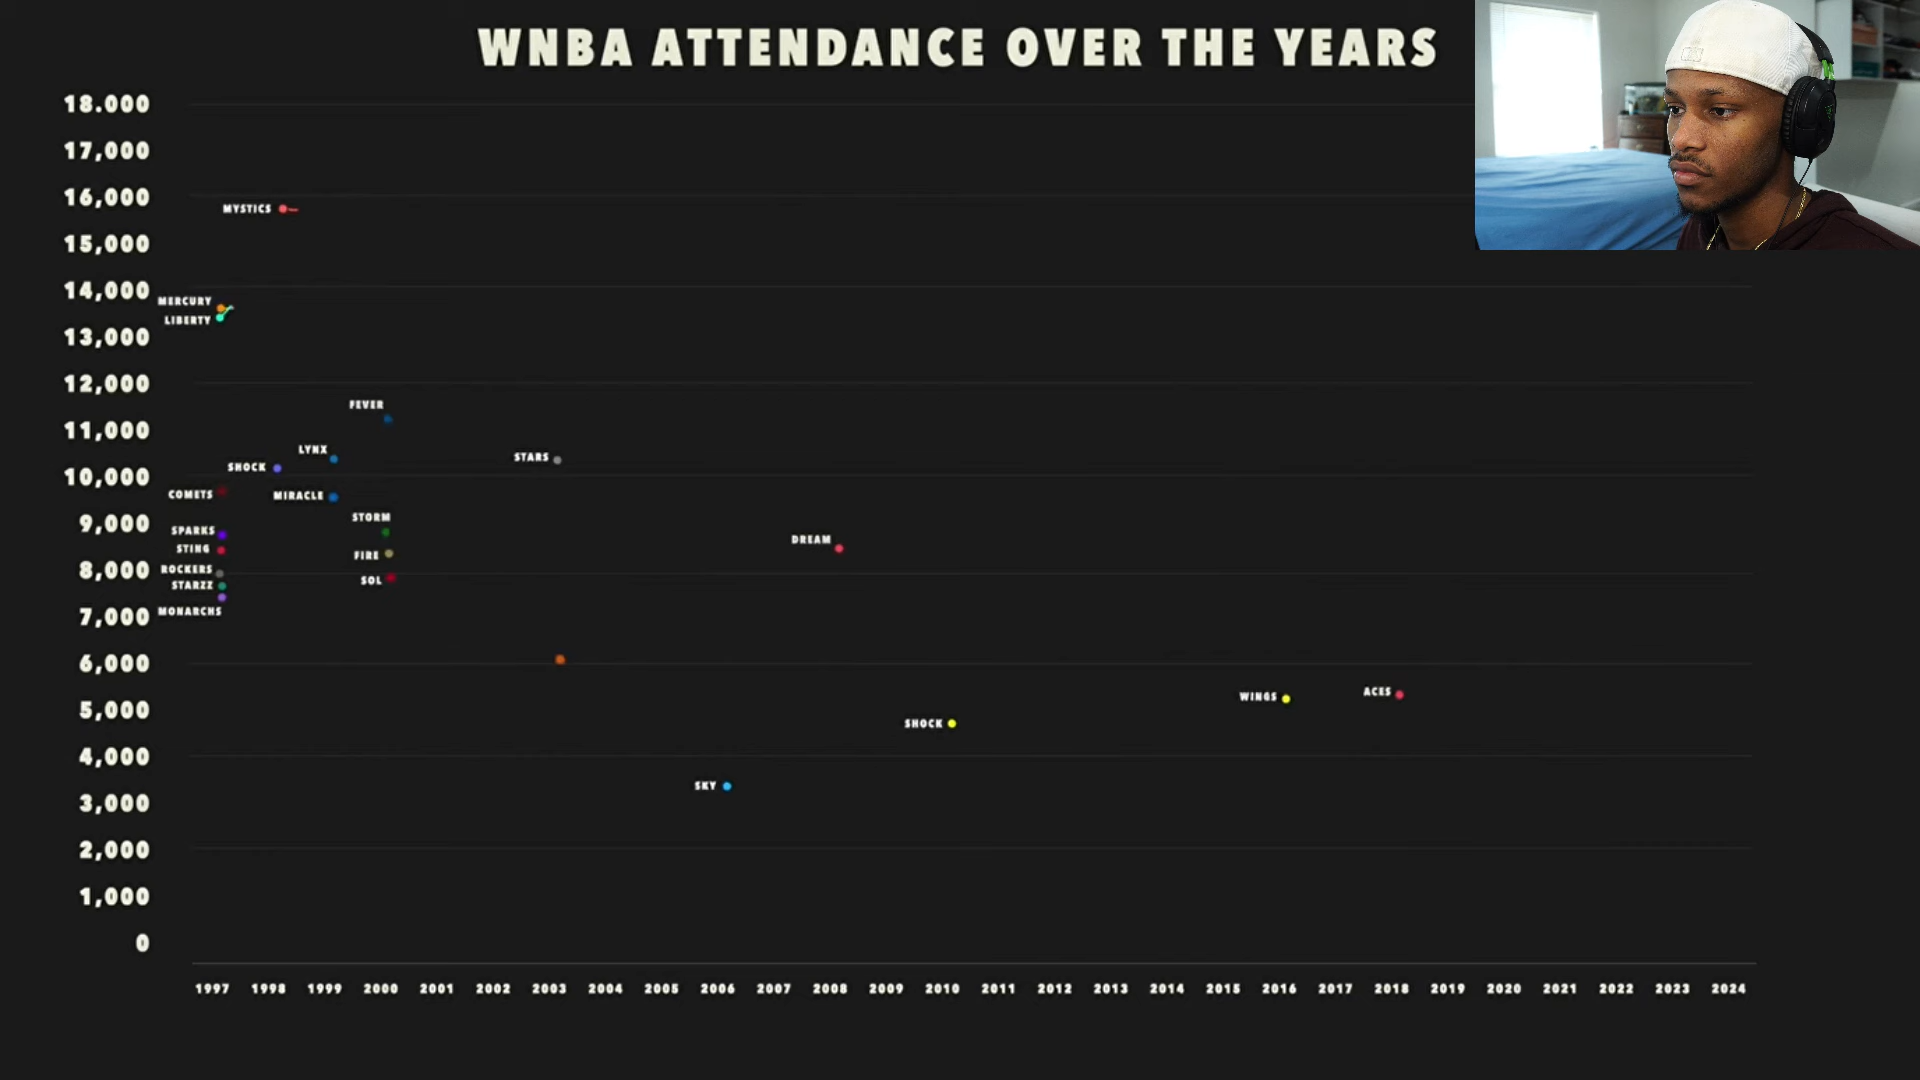 WNBA ATTENDANCE OVER THE YEARS
18.000
17,000
16,000
MYSTICS
15,000
14,000
MERCURY
LIBERTY
13,000
12,000
FEVER
11,000
LYNX
STARS
SHOCK
10,000
COMETS
MIRACLE
STORM
9,000
SPARKS
DREAM
STING
FIRE
8,000
ROCKERS
SOL
STARZZ
MONARCHS
7,000
6,000
ACES
WINGS
5,000
SHOCK
4,000
SKY
3,000
2,000
1,000
0
1997 1998 1999 2000 2001 2002 2003 2004 2005 2006 2007 2008 2009 2010 2011 2012 2013 2014 2015 2016 2017 2018 2019 2020 2021 2022 2023 2024